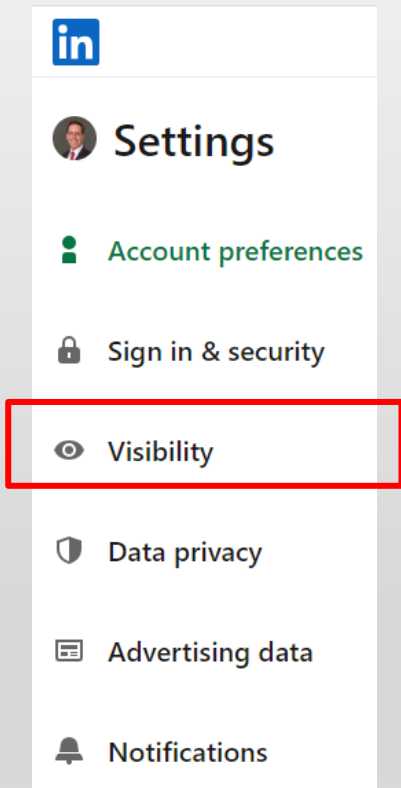 in
Settings
Account preferences
Sign in & security
Visibility
Data privacy
Advertising data
Notifications